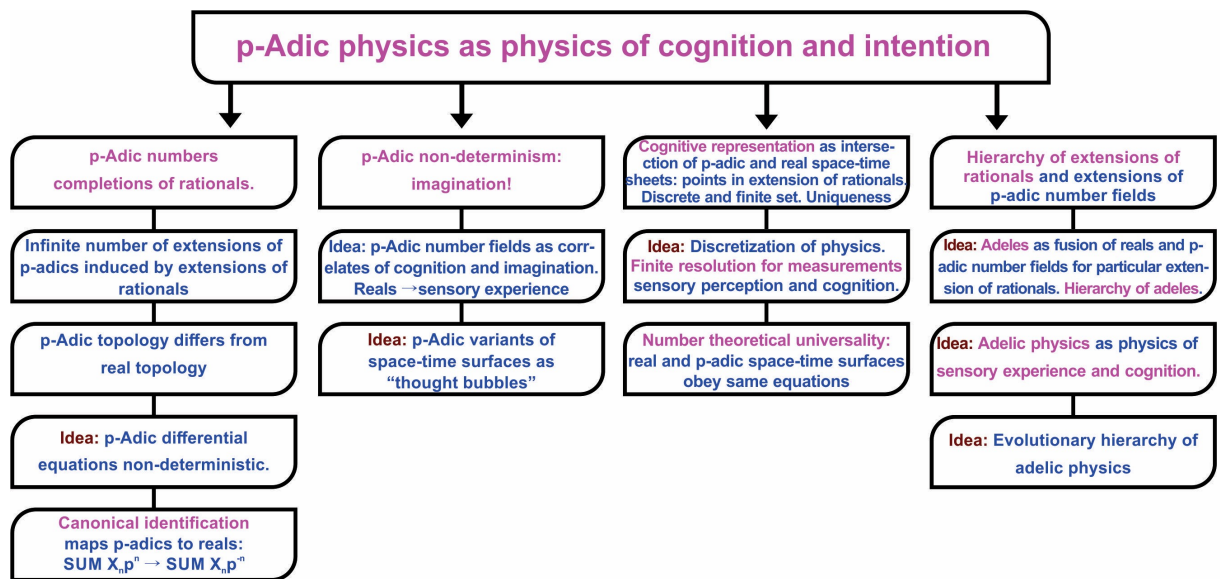 p-Adic physics as physics of cognition and intention
p-Adic numbers
completions of rationals.
Infinite number of extensions of
p-adics induced by extensions of
rationals
p-Adic topology differs from
real topology
Idea: p-Adic differential
equations non-deterministic.
Canonical identification
maps p-adics to reals:
SUM Xₙpⁿ → SUM Xₙp⁻ⁿ
p-Adic non-determinism:
imagination!
Idea: p-Adic number fields as corr-
elates of cognition and imagination.
Reals →sensory experience
Idea: p-Adic variants of
space-time surfaces as
“thought bubbles”
Cognitive representation as interse-
ction of p-adic and real space-time
sheets: points in extension of rationals.
Discrete and finite set. Uniqueness
Idea: Discretization of physics.
Finite resolution for measurements
sensory perception and cognition.
Number theoretical universality:
real and p-adic space-time surfaces
obey same equations
Hierarchy of extensions of
rationals and extensions of
p-adic number fields
Idea: Adeles as fusion of reals and p-
adic number fields for particular exten-
sion of rationals. Hierarchy of adeles.
Idea: Adelic physics as physics of
sensory experience and cognition.
Idea: Evolutionary hierarchy of
adelic physics